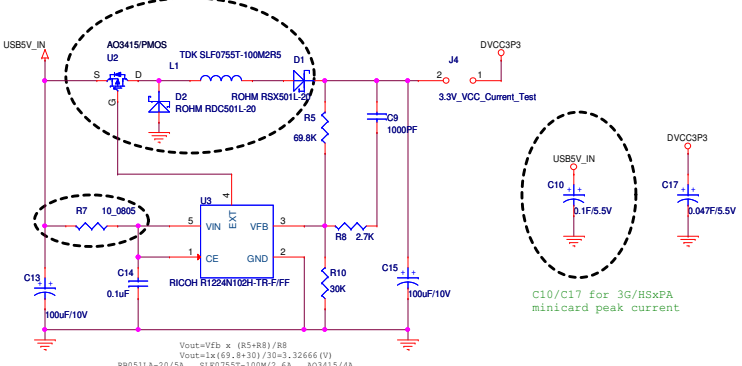 AO3415/PMOS
USB5V_IN
U2
TDK SLF0755T-100M2R5
L1
D1
J4
DVCC3P3
S
D
G
2
1
D2
ROHM RDC501L-20
ROHM RSX501L-20
3.3V_VCC_Current_Test
R5
69.8K
C9
1000PF
DVCC3P3
USB5V_IN
C10
0.1F/5.5V
C17
0.047F/5.5V
R7
10_0805
U3
4
5
VIN
EXT
VFB
3
R8
2.7K
1
CE
GND
2
C13
C14
0.1uF
RICOH R1224N102H-TR-F/FF
R10
30K
C15
100uF/10V
100uF/10V
C10/C17 for 3G/HSxPA
minicard peak current
Vout=Vfb x (R5+R8)/R8
Vout=1x(69.8+30)/30=3.32666(V)